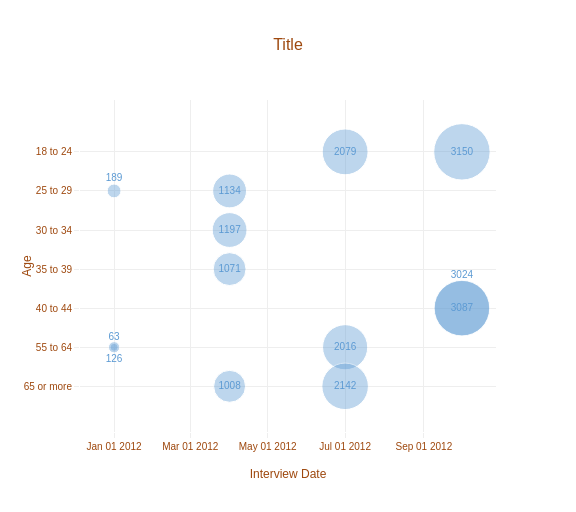 Title
18 to 24
2079
3150
189
25 to 29
1134
30 to 34
1197
Age
35 to 39
1071
3024
40 to 44
3087
63
55 to 64
2016
126
65 or more
1008
2142
Jan 01 2012
Mar 01 2012
May 01 2012
Jul 01 2012
Sep 01 2012
Interview Date